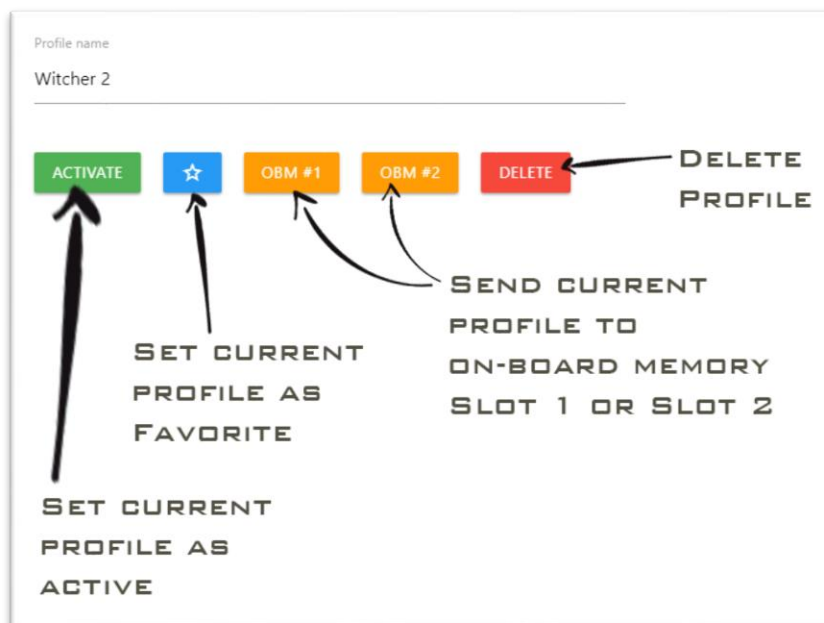 Profile name
Witcher 2
ACTIVATE
OBM #1
OBM #2
DELETE
DELETE
PROFILE
SEND CURRENT
PROFILE TO
ON-BOARD MEMORY
SLOT 1 OR SLOT 2
SET CURRENT
PROFILE AS
FAVORITE
SET CURRENT
PROFILE AS
ACTIVE